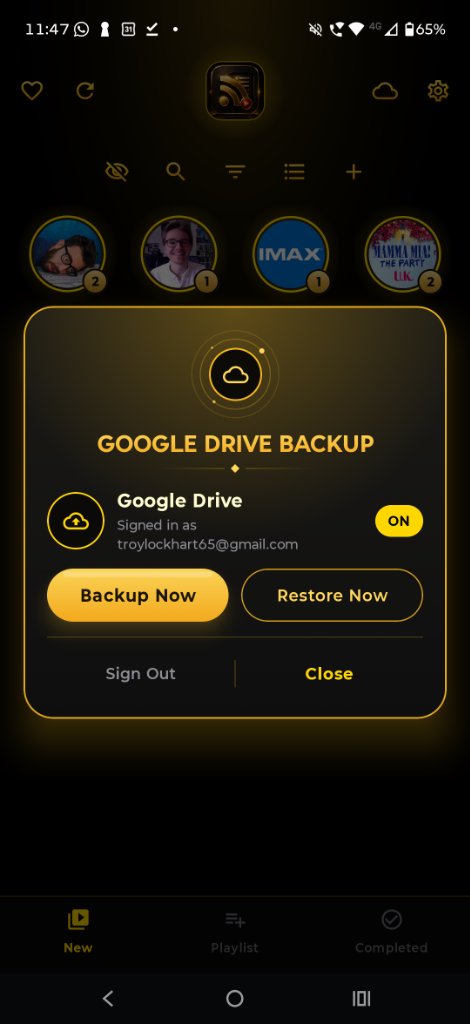 11:47
31
4G
65%
2
1
IMAX
1
MAMMA MIA!
THE PARTY
U.K.
2
GOOGLE DRIVE BACKUP
Google Drive
Signed in as
troylockhart65@gmail.com
ON
Backup Now
Restore Now
Sign Out
Close
New
Playlist
Completed